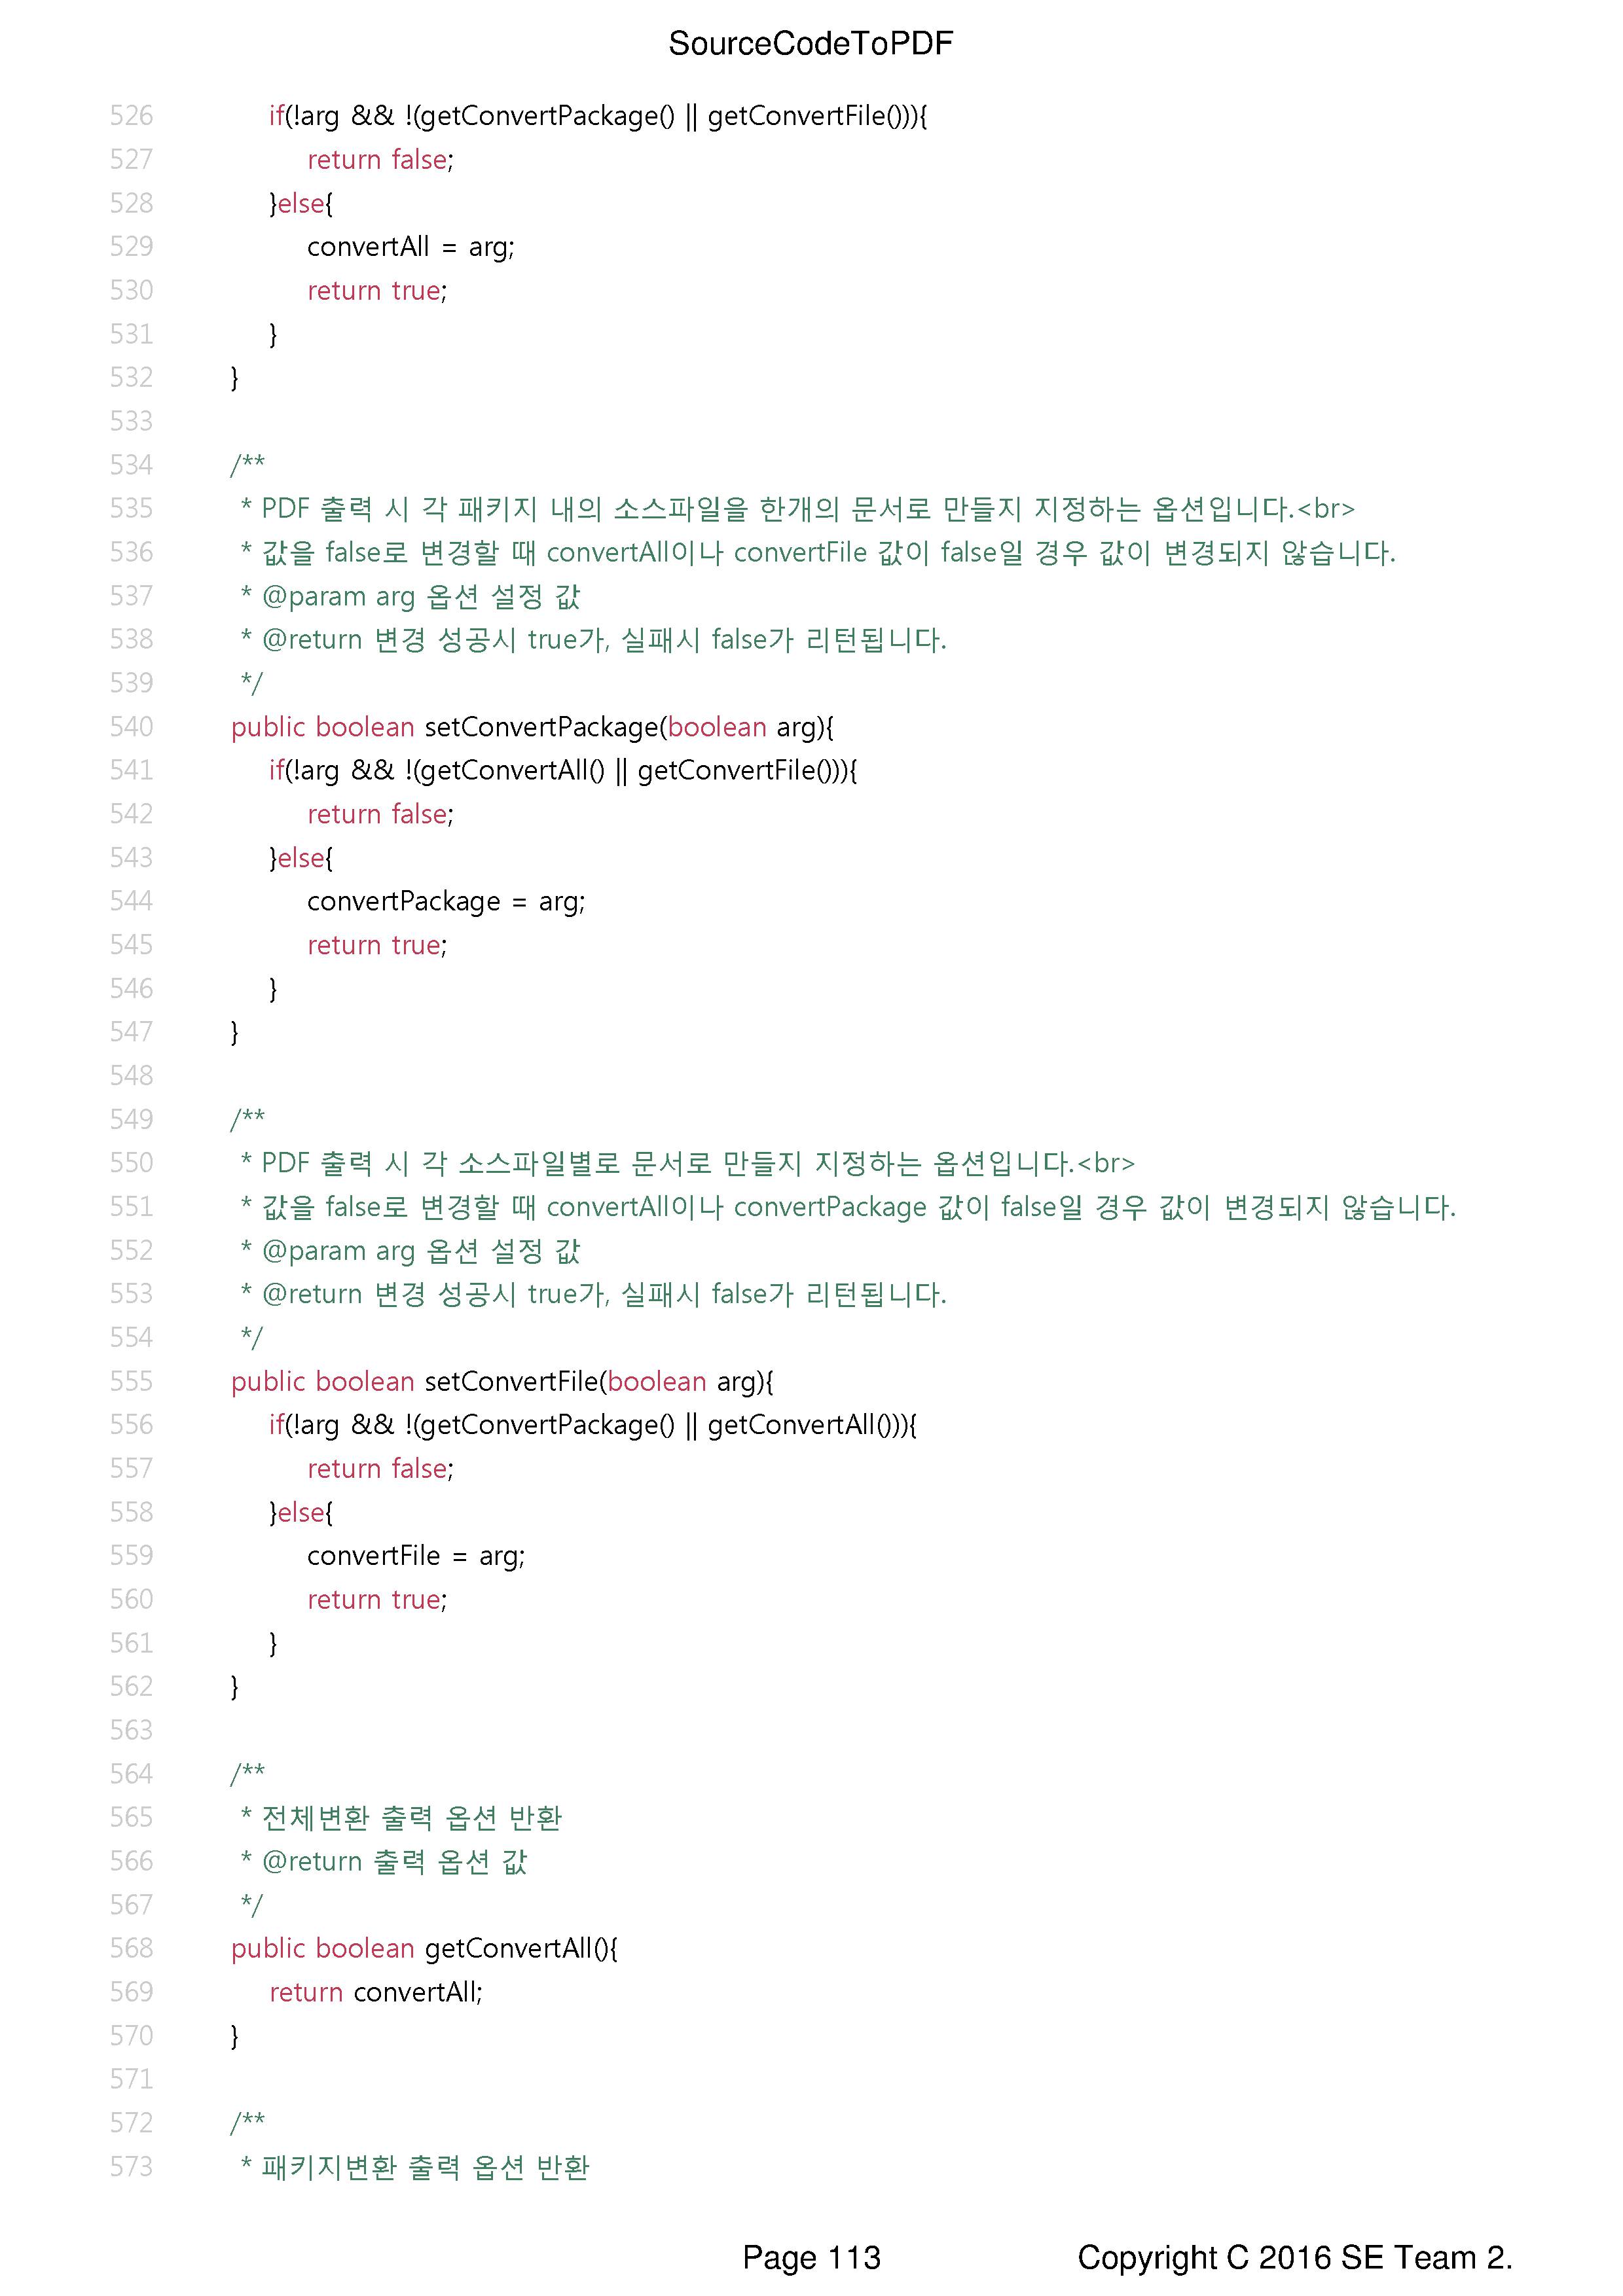 SourceCodeToPDF
526 if(!arg && !(getConvertPackage() || getConvertFile())){
527 return false;
528 }else{
529 convertAll = arg;
530 return true;
531 }
532 }
533
534 /**
535 * PDF 출력 시 각 패키지 내의 소스파일을 한개의 문서로 만들지 지정하는 옵션입니다.<br>
536 * 값을 false로 변경할 때 convertAll이나 convertFile 값이 false일 경우 값이 변경되지 않습니다.
537 * @param arg 옵션 설정 값
538 * @return 변경 성공시 true가, 실패시 false가 리턴됩니다.
539 */
540 public boolean setConvertPackage(boolean arg){
541 if(!arg && !(getConvertAll() || getConvertFile())){
542 return false;
543 }else{
544 convertPackage = arg;
545 return true;
546 }
547 }
548
549 /**
550 * PDF 출력 시 각 소스파일별로 문서로 만들지 지정하는 옵션입니다.<br>
551 * 값을 false로 변경할 때 convertAll이나 convertPackage 값이 false일 경우 값이 변경되지 않습니다.
552 * @param arg 옵션 설정 값
553 * @return 변경 성공시 true가, 실패시 false가 리턴됩니다.
554 */
555 public boolean setConvertFile(boolean arg){
556 if(!arg && !(getConvertPackage() || getConvertAll())){
557 return false;
558 }else{
559 convertFile = arg;
560 return true;
561 }
562 }
563
564 /**
565 * 전체변환 출력 옵션 반환
566 * @return 출력 옵션 값
567 */
568 public boolean getConvertAll(){
569 return convertAll;
570 }
571
572 /**
573 * 패키지변환 출력 옵션 반환
Page 113 Copyright C 2016 SE Team 2.